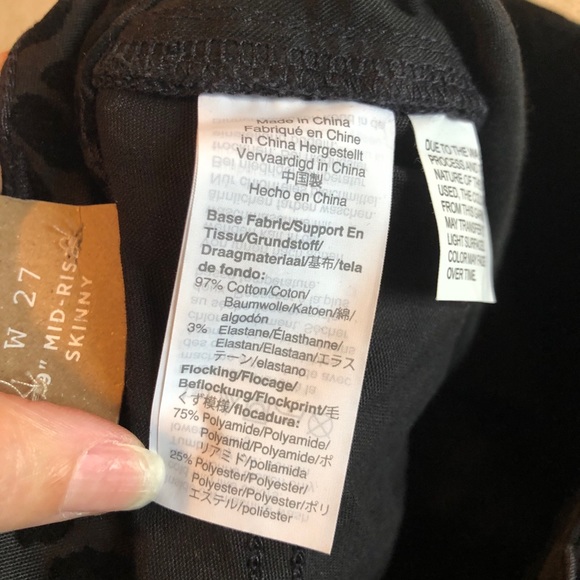 Made in China
Fabriqué en Chine
in China Hergestellt
Vervaardigd in China
中国製
Hecho en China
Base Fabric/Support En
Tissu/Grundstoff/
Draagmateriaal/基布/tela
de fondo:
97% Cotton/Coton/
Baumwolle/Katoen/綿/
algodón
3% Elastane/Élasthanne/
Elastan/Elastaan/エラス
テーン/elastano
Flocking/Flocage/
Beflockung/Flockprint/毛
くず模様/flocadura:
75% Polyamide/Polyamide/
Polyamid/Polyamide/ポ
リアミド/poliamida
25% Polyester/Polyester/
Polyester/Polyester/ポリ
エステル/poliéster
DUE TO THE
PROCESS AND
NATURE OF THE
USED, THE
FROM THIS
MAY TRANSFER
LIGHT SURFACES
COLOR MAY
OVER TIME
W 27
9" MID-RISE
SKINNY